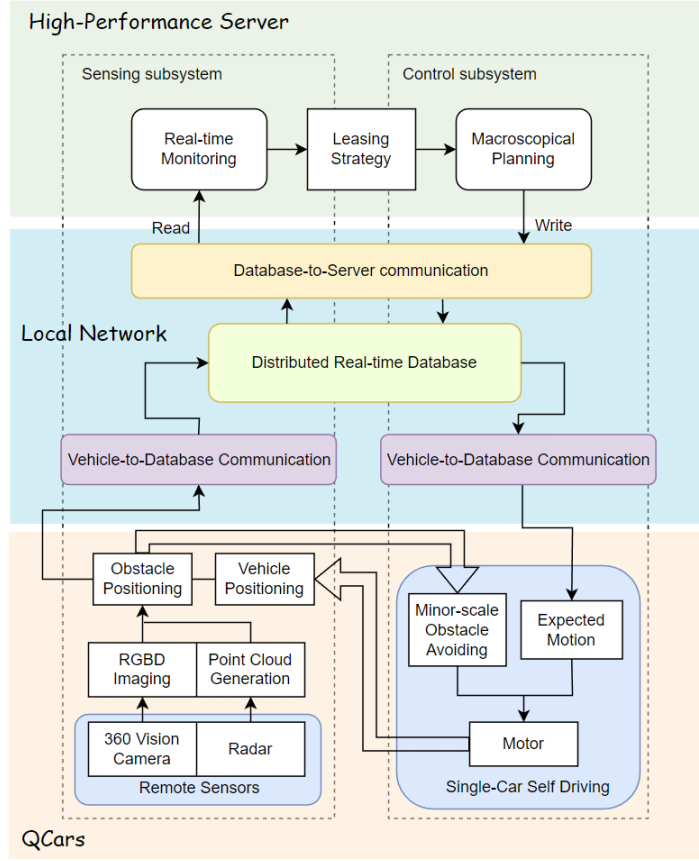 High-Performance Server
Sensing subsystem
Control subsystem
Real-time
Monitoring
Leasing
Strategy
Macroscopical
Planning
Read
Write
Database-to-Server communication
Local Network
Distributed Real-time Database
Vehicle-to-Database Communication
Vehicle-to-Database Communication
Obstacle
Positioning
Vehicle
Positioning
Minor-scale
Obstacle
Avoiding
Expected
Motion
RGBD
Imaging
Point Cloud
Generation
360 Vision
Camera
Radar
Motor
Remote Sensors
Single-Car Self Driving
QCars